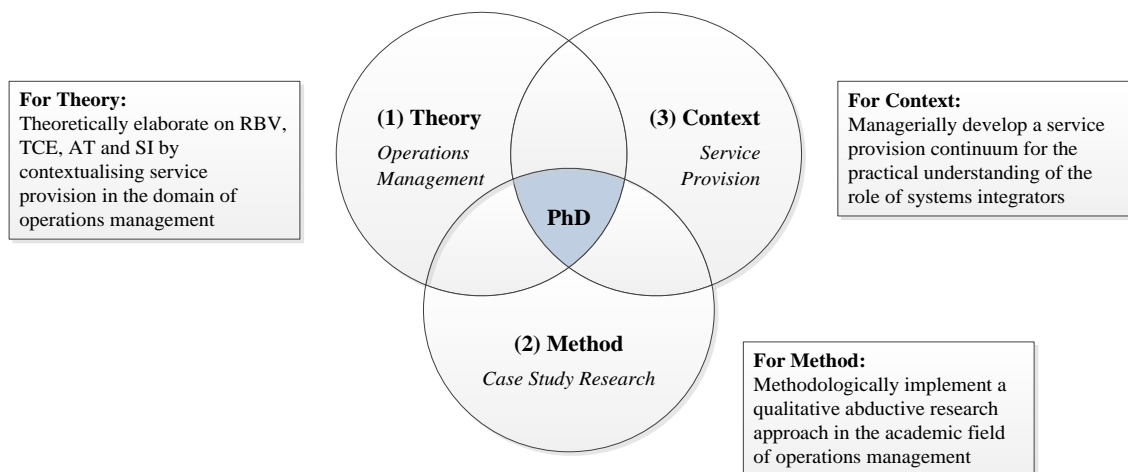 For Theory:
Theoretically elaborate on RBV,
TCE, AT and SI by
contextualising service
provision in the domain of
operations management
(1) Theory
Operations
Management
(3) Context
Service
Provision
PhD
(2) Method
Case Study Research
For Context:
Managerially develop a service
provision continuum for the
practical understanding of the
role of systems integrators
For Method:
Methodologically implement a
qualitative abductive research
approach in the academic field
of operations management